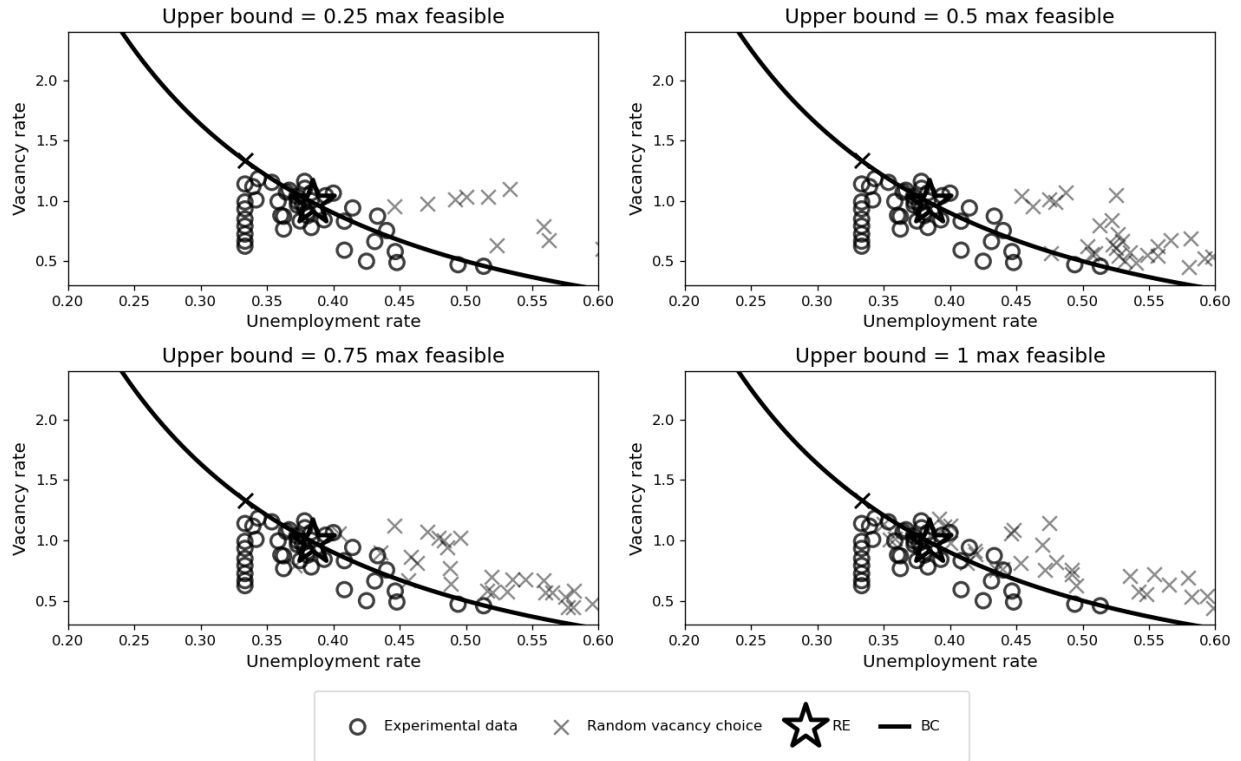 Upper bound = 0.25 max feasible
Vacancy rate
2.0
1.5
1.0
0.5
0.20 0.25 0.30 0.35 0.40 0.45 0.50 0.55 0.60
Unemployment rate
Upper bound = 0.5 max feasible
Vacancy rate
2.0
1.5
1.0
0.5
0.20 0.25 0.30 0.35 0.40 0.45 0.50 0.55 0.60
Unemployment rate
Upper bound = 0.75 max feasible
Vacancy rate
2.0
1.5
1.0
0.5
0.20 0.25 0.30 0.35 0.40 0.45 0.50 0.55 0.60
Unemployment rate
Upper bound = 1 max feasible
Vacancy rate
2.0
1.5
1.0
0.5
0.20 0.25 0.30 0.35 0.40 0.45 0.50 0.55 0.60
Unemployment rate
Experimental data Random vacancy choice RE BC